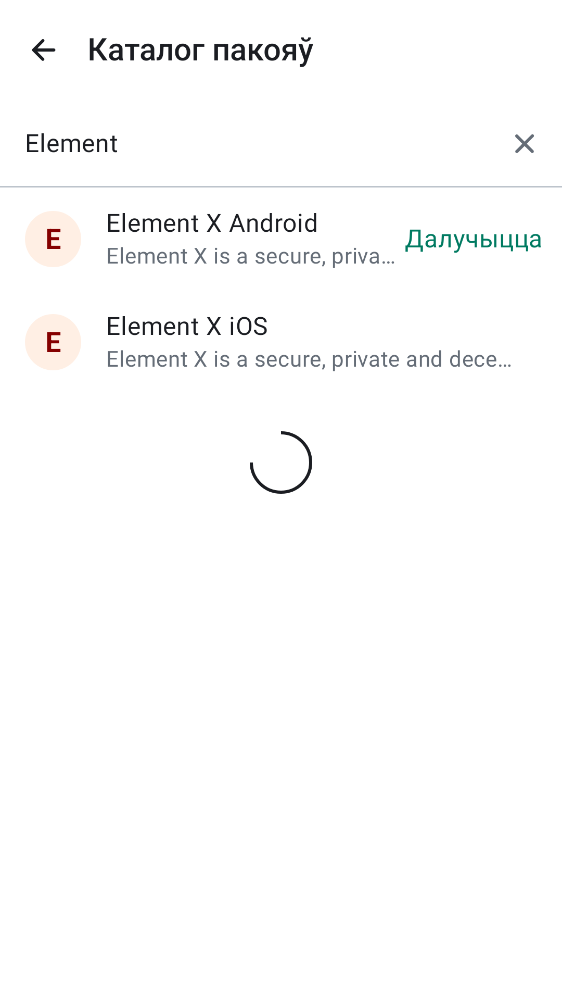 Каталог пакояў
Element
E
Element X Android
Element X is a secure, priva…
Далучыцца
E
Element X iOS
Element X is a secure, private and dece…